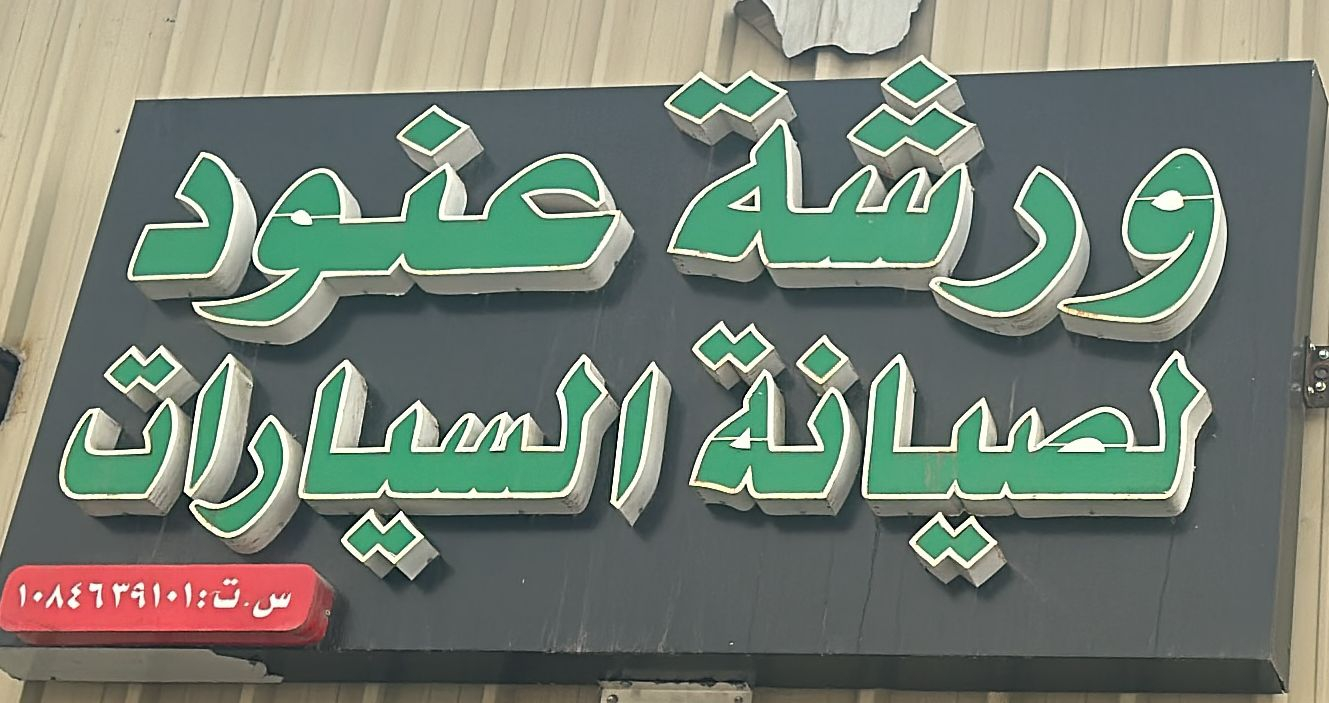 ورشة عنود
لصيانة السيارات
س.ت: ١٠٨٤٦٣٩١٠١